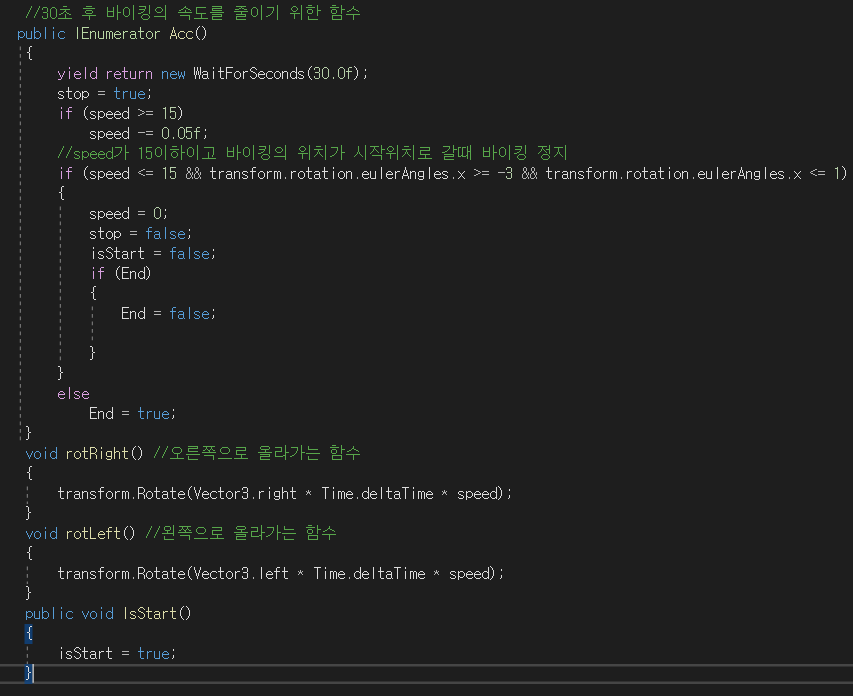 //30초 후 바이킹의 속도를 줄이기 위한 함수
public IEnumerator Acc()
{
yield return new WaitForSeconds(30.0f);
stop = true;
if (speed >= 15)
speed -= 0.05f;
//speed가 15이하이고 바이킹의 위치가 시작위치로 갈때 바이킹 정지
if (speed <= 15 && transform.rotation.eulerAngles.x >= -3 && transform.rotation.eulerAngles.x <= 1)
{
speed = 0;
stop = false;
isStart = false;
if (End)
{
End = false;
}
}
else
End = true;
}
void rotRight() //오른쪽으로 올라가는 함수
{
transform.Rotate(Vector3.right * Time.deltaTime * speed);
}
void rotLeft() //왼쪽으로 올라가는 함수
{
transform.Rotate(Vector3.left * Time.deltaTime * speed);
}
public void IsStart()
{
isStart = true;
}